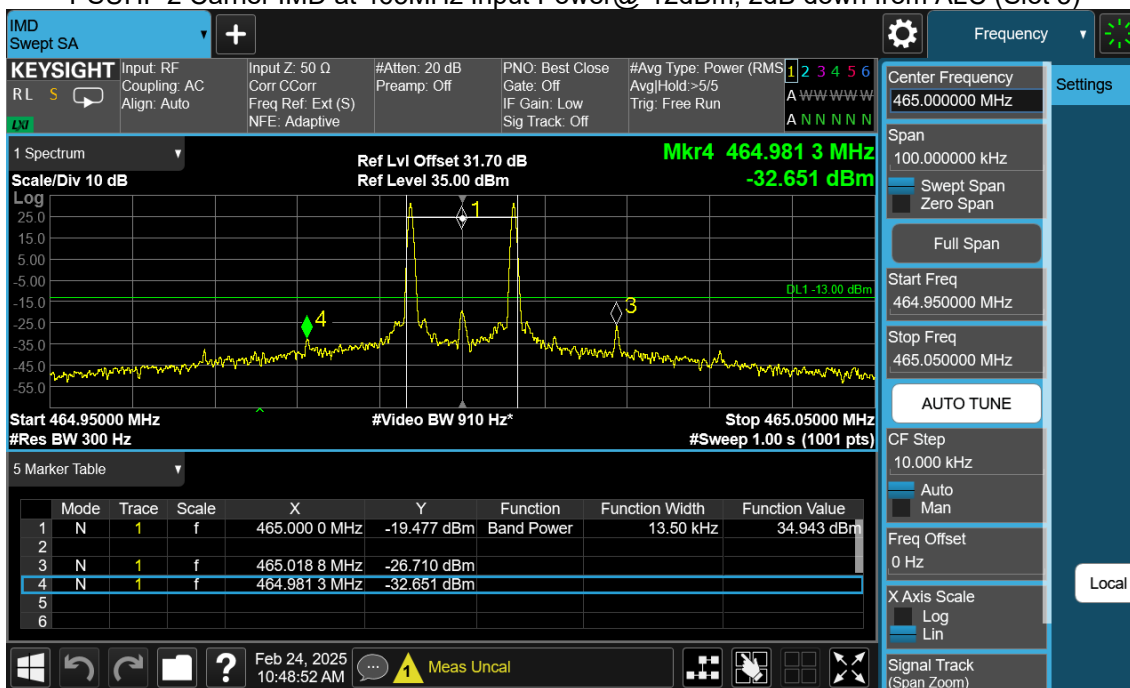 IMD
Swept SA
Frequency
KEYSIGHT
RL S
LXI
Input: RF
Coupling: AC
Align: Auto
Input Z: 50 Ω
Corr CCorr
Freq Ref: Ext (S)
NFE: Adaptive
#Atten: 20 dB
Preamp: Off
PNO: Best Close
Gate: Off
IF Gain: Low
Sig Track: Off
#Avg Type: Power (RMS
Avg|Hold:>5/5
Trig: Free Run
1 2 3 4 5 6
A W W W W W
A N N N N N
1 Spectrum
Scale/Div 10 dB
Ref Lvl Offset 31.70 dB
Ref Level 35.00 dBm
Mkr4 464.981 3 MHz
-32.651 dBm
Log
25.0
15.0
5.00
-5.00
-15.0
-25.0
-35.0
-45.0
-55.0
1
3
4
DL1 -13.00 dBm
Start 464.95000 MHz
#Res BW 300 Hz
#Video BW 910 Hz*
Stop 465.05000 MHz
#Sweep 1.00 s (1001 pts)
5 Marker Table
Mode Trace Scale X Y Function Function Width Function Value
1 N 1 f 465.000 0 MHz -19.477 dBm Band Power 13.50 kHz 34.943 dBm
2
3 N 1 f 465.018 8 MHz -26.710 dBm
4 N 1 f 464.981 3 MHz -32.651 dBm
5
6
Feb 24, 2025
10:48:52 AM
1 Meas Uncal
Center Frequency
465.000000 MHz
Span
100.000000 kHz
Swept Span
Zero Span
Full Span
Start Freq
464.950000 MHz
Stop Freq
465.050000 MHz
AUTO TUNE
CF Step
10.000 kHz
Auto
Man
Freq Offset
0 Hz
X Axis Scale
Log
Lin
Signal Track
(Span Zoom)
Settings
Local